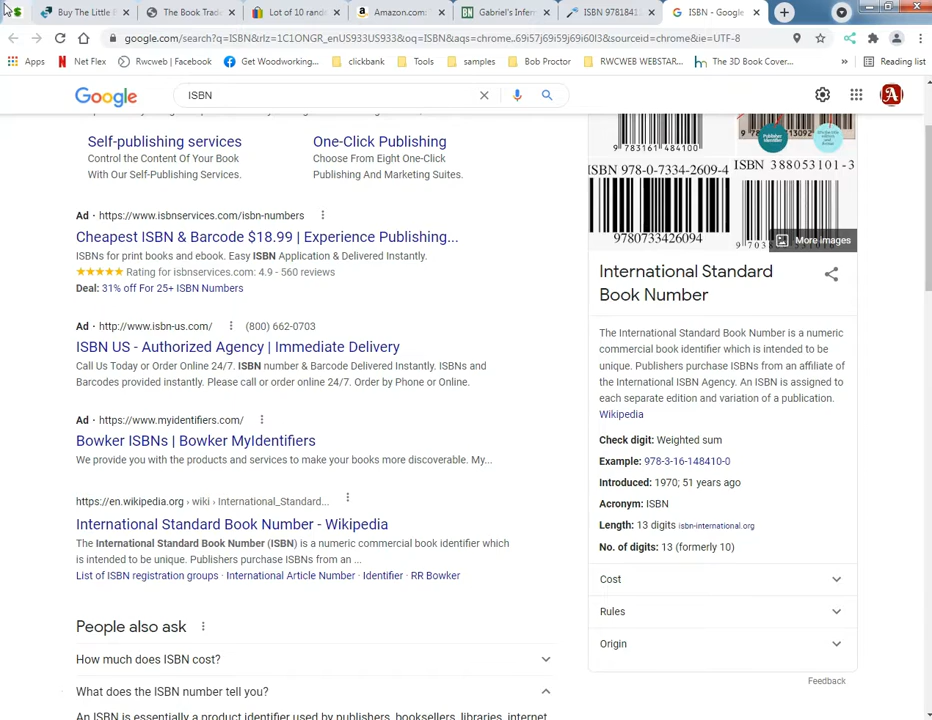 Buy The Little
The Book Trad
Lot of 10 rand
Amazon.com:
Gabriel's Infern
ISBN 9781841
ISBN - Google
google.com/search?q=ISBN&rlz=1C1ONGR_enUS933US933&oq=ISBN&aqs=chrome..69i57j69i59j69i60l3&sourceid=chrome&ie=UTF-8
Apps
Net Flex
Rwcweb | Facebook
Get Woodworking...
clickbank
Tools
samples
Bob Proctor
RWCWEB WEBSTAR...
The 3D Book Cover...
»
Reading list
Google
ISBN
A
Self-publishing services
One-Click Publishing
Control the Content Of Your Book
Choose From Eight One-Click
With Our Self-Publishing Services.
Publishing And Marketing Suites.
Ad · https://www.isbnservices.com/isbn-numbers
Cheapest ISBN & Barcode $18.99 | Experience Publishing...
ISBNs for print books and ebook. Easy ISBN Application & Delivered Instantly.
★★★★★ Rating for isbnservices.com: 4.9 - 560 reviews
Deal: 31% off For 25+ ISBN Numbers
Ad · http://www.isbn-us.com/ (800) 662-0703
ISBN US - Authorized Agency | Immediate Delivery
Call Us Today or Order Online 24/7. ISBN number & Barcode Delivered Instantly. ISBNs and
Barcodes provided instantly. Please call or order online 24/7. Order by Phone or Online.
Ad · https://www.myidentifiers.com/
Bowker ISBNs | Bowker MyIdentifiers
We provide you with the products and services to make your books more discoverable. My...
https://en.wikipedia.org › wiki › International_Standard...
International Standard Book Number - Wikipedia
The International Standard Book Number (ISBN) is a numeric commercial book identifier which
is intended to be unique. Publishers purchase ISBNs from an ...
List of ISBN registration groups · International Article Number · Identifier · RR Bowker
People also ask
How much does ISBN cost?
What does the ISBN number tell you?
An ISBN is essentially a product identifier used by publishers, booksellers, libraries, internet
9 783161 484100
Publisher
Identifier
ISBN 978-0-7334-2609-4
9780733426094
ISBN 388053101-3
More images
International Standard
Book Number
The International Standard Book Number is a numeric
commercial book identifier which is intended to be
unique. Publishers purchase ISBNs from an affiliate of
the International ISBN Agency. An ISBN is assigned to
each separate edition and variation of a publication.
Wikipedia
Check digit: Weighted sum
Example: 978-3-16-148410-0
Introduced: 1970; 51 years ago
Acronym: ISBN
Length: 13 digits isbn-international.org
No. of digits: 13 (formerly 10)
Cost
Rules
Origin
Feedback